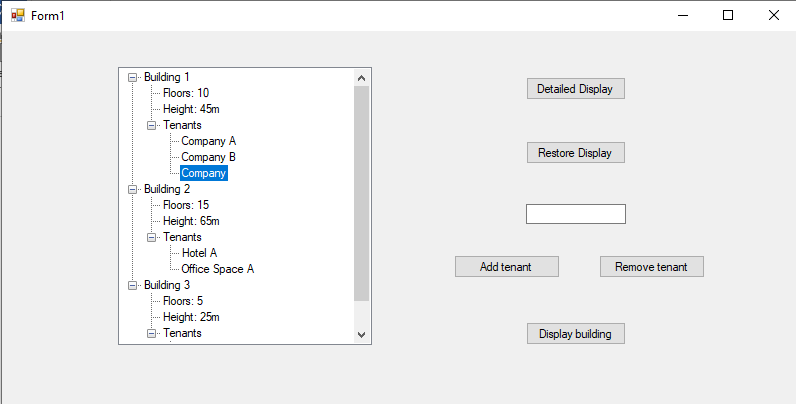 Form1
Building 1
Floors: 10
Height: 45m
Tenants
Company A
Company B
Company
Building 2
Floors: 15
Height: 65m
Tenants
Hotel A
Office Space A
Building 3
Floors: 5
Height: 25m
Tenants
Detailed Display
Restore Display
Add tenant
Remove tenant
Display building